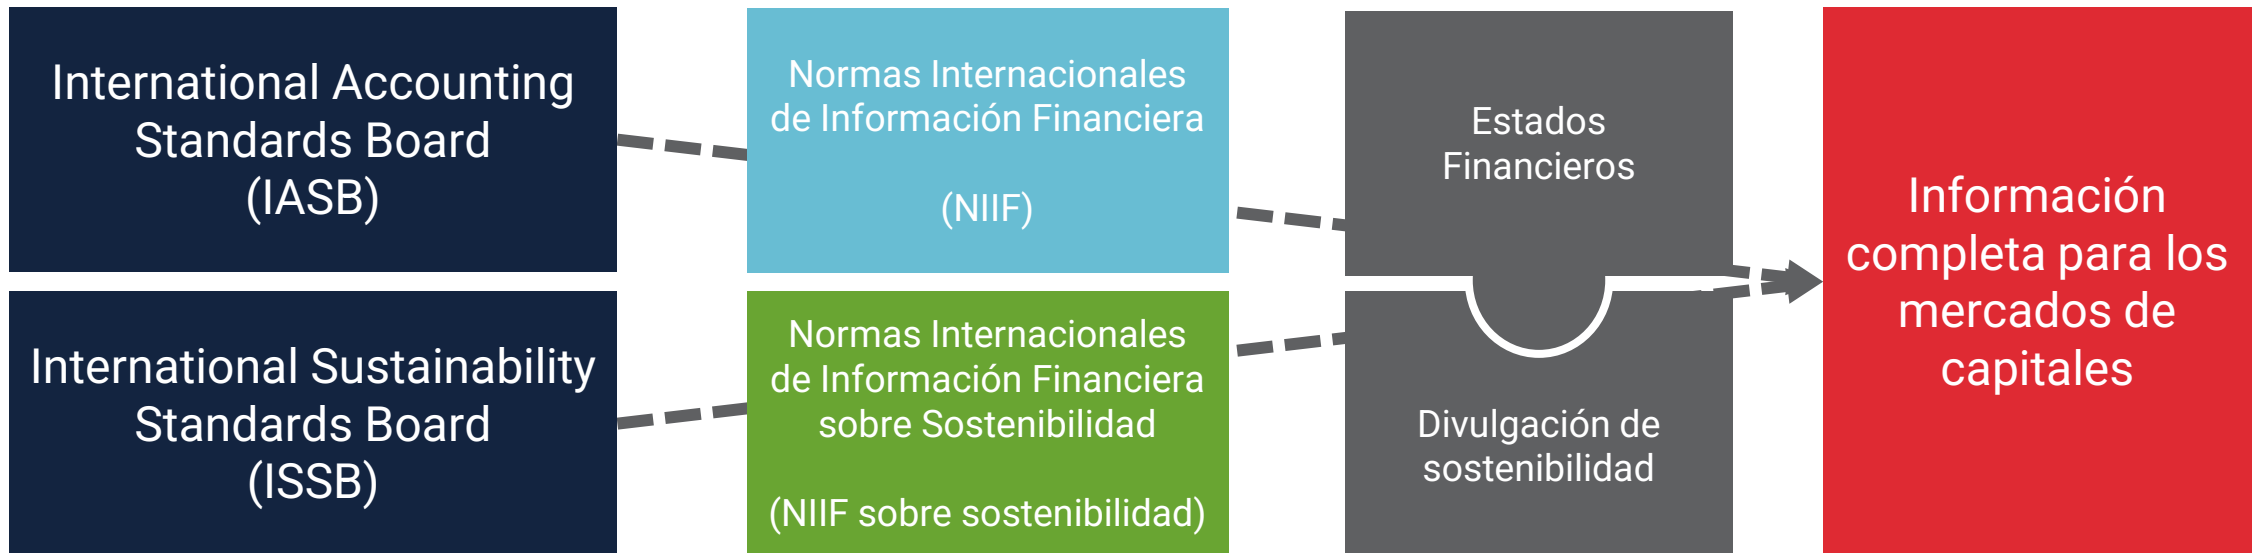 International Accounting
Standards Board
(IASB)
International Sustainability
Standards Board
(ISSB)
Normas Internacionales
de Información Financiera
(NIIF)
Normas Internacionales
de Información Financiera
sobre Sostenibilidad
(NIIF sobre sostenibilidad)
Estados
Financieros
Divulgación de
sostenibilidad
Información
completa para los
mercados de
capitales